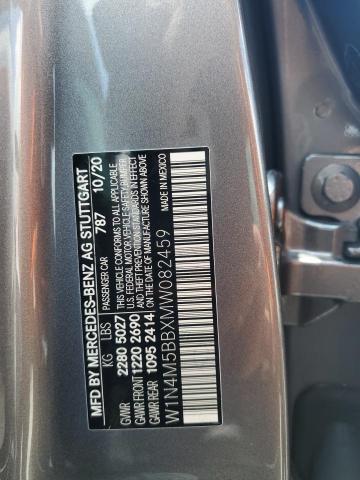 MFD BY MERCEDES-BENZ AG STUTTGART
PASSENGER CAR 787 10/20
KG LBS THIS VEHICLE CONFORMS TO ALL APPLICABLE
GVWR 2280 5027 U.S. FEDERAL MOTOR VEHICLE SAFETY, BUMPER,
GAWR FRONT 1220 2690 AND THEFT PREVENTION STANDARDS IN EFFECT
GAWR REAR 1095 2414 ON THE DATE OF MANUFACTURE SHOWN ABOVE
W1N4M5BBXMW082459
MADE IN MEXICO